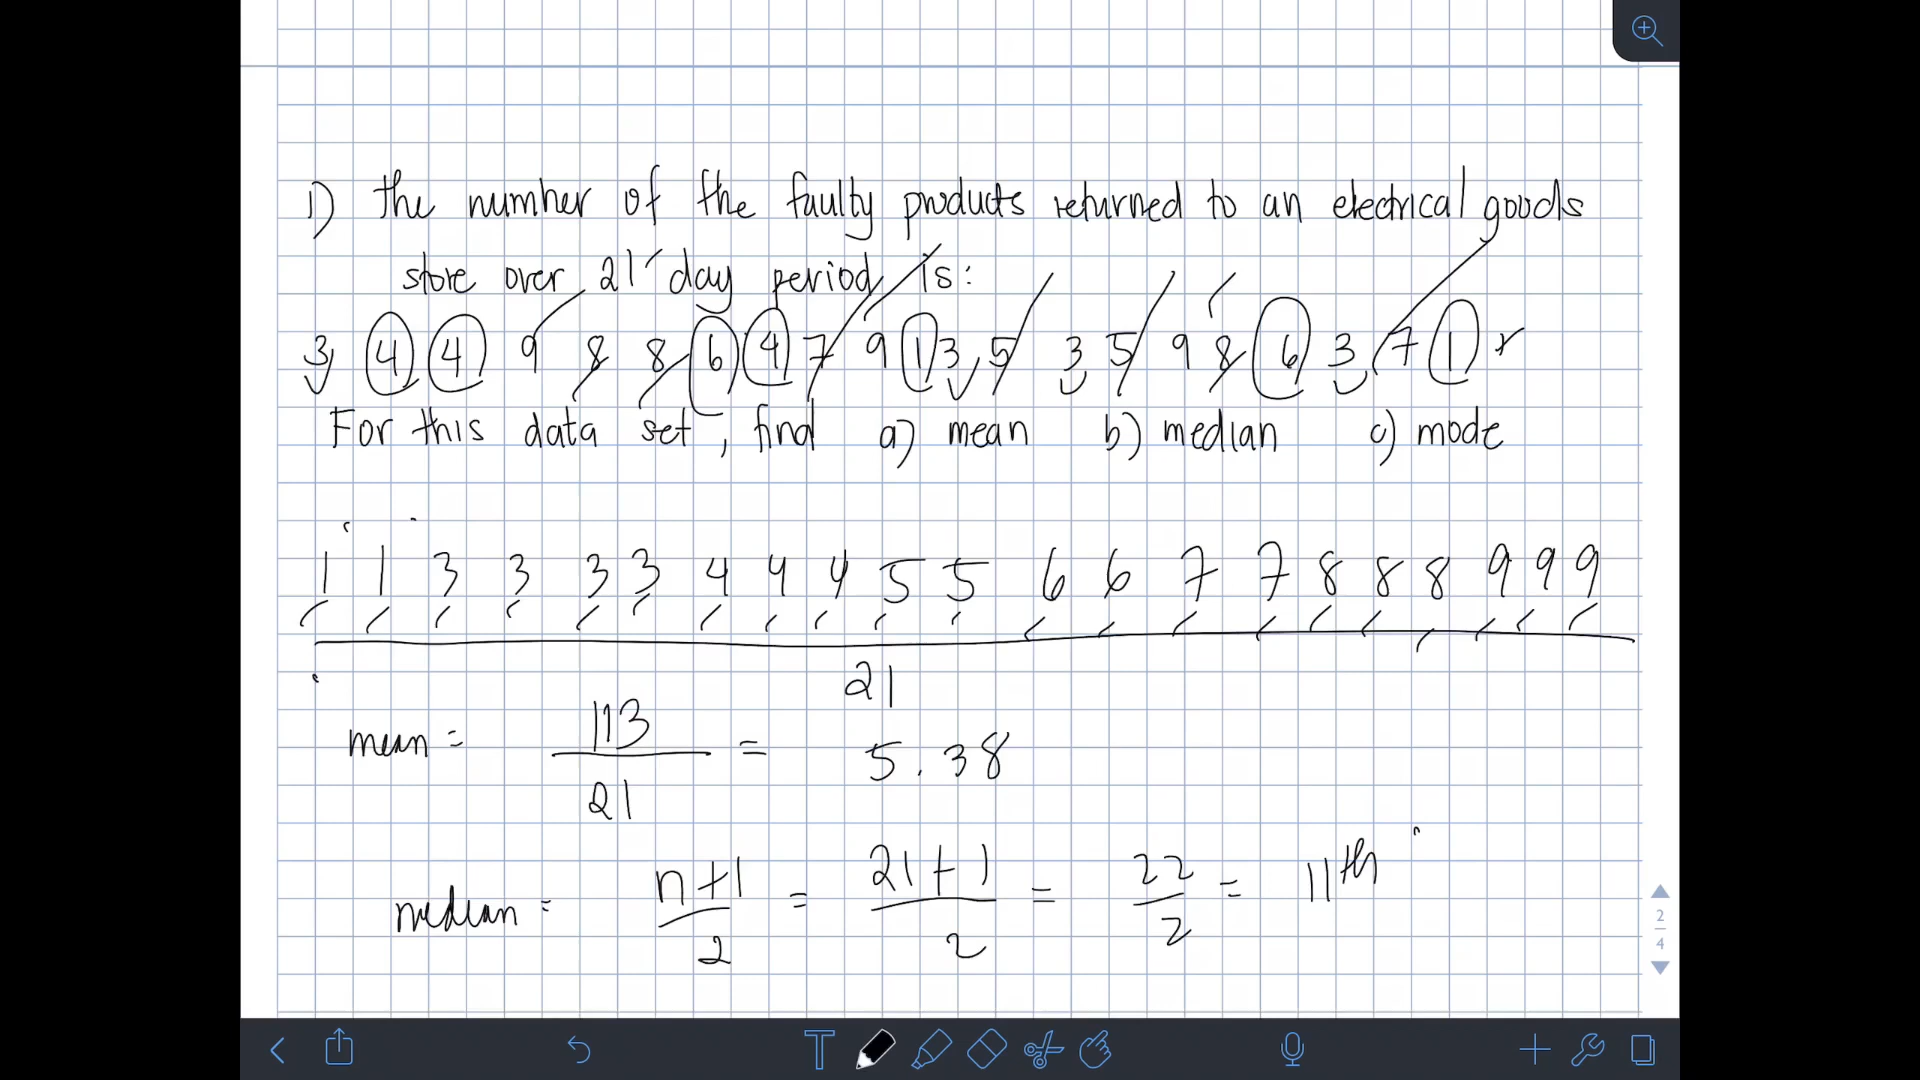 1) the number of the faulty products returned to an electrical goods
store over 21 day period is:
3 4 4 9 8 8 6 4 7 9 1 3 5 3 5 9 8 6 3 7 1
For this data set, find a) mean b) median c) mode
1 1 3 3 3 3 4 4 4 5 5 6 6 7 7 8 8 8 9 9 9
21
mean = 113/21 = 5.38
median = n+1/2 = 21+1/2 = 22/2 = 11th
2
4